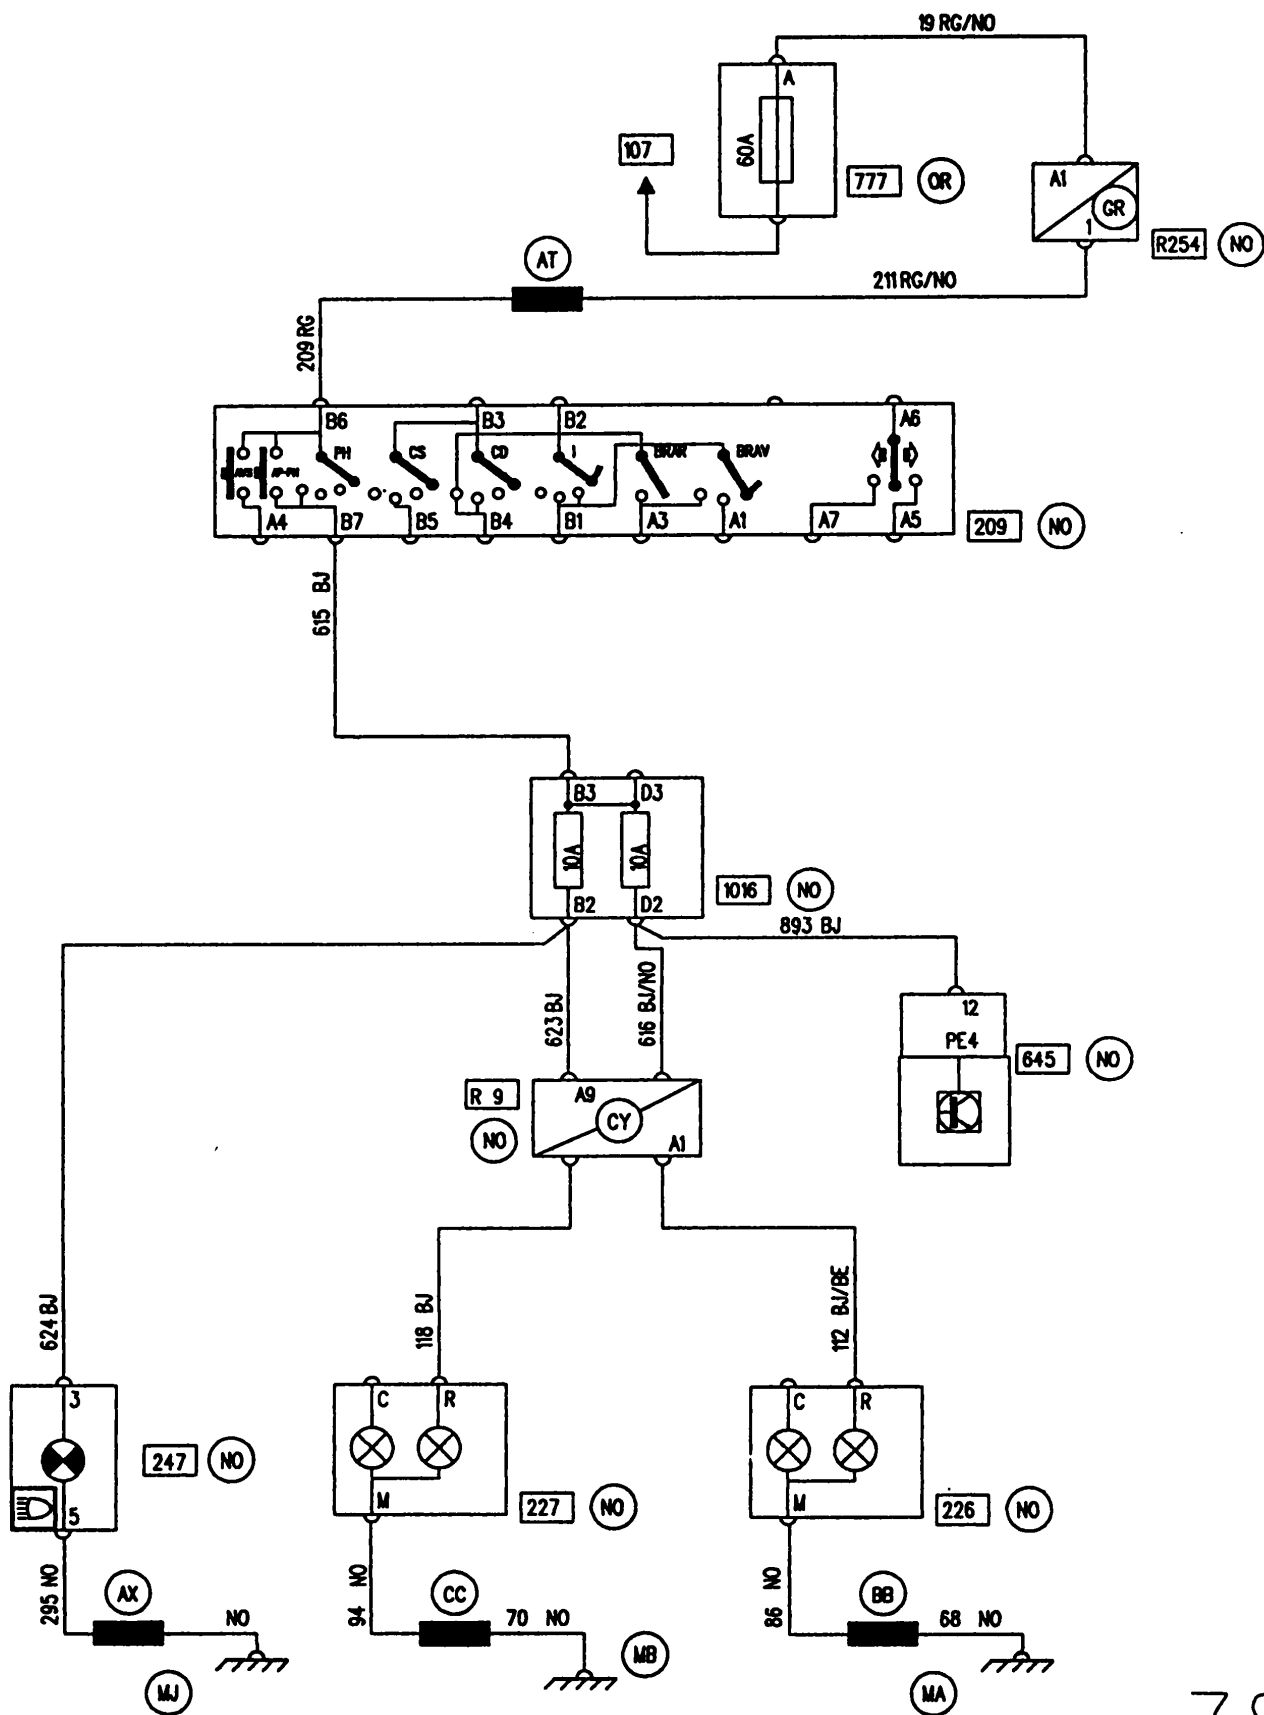 19 RG/NO
A
60A
107
777
OR
A1
GR
1
R254
NO
AT
211 RG/NO
209 RG
B6
B3
B2
A6
PH
CS
CD
I
BRAR
BRAV
AP-PH
A4
B7
B5
B4
B1
A3
A1
A7
A5
209
NO
615 BJ
B3
D3
10A
10A
B2
D2
1016
NO
893 BJ
623 BJ
616 BJ/NO
12
PE4
645
NO
R 9
NO
A9
CY
A1
624 BJ
118 BJ
112 BJ/BE
3
5
247
NO
C
R
M
227
NO
C
R
M
226
NO
295 NO
AX
NO
MJ
94 NO
CC
70 NO
MB
86 NO
BB
68 NO
MA